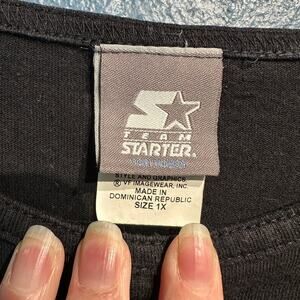 TEAM
STARTER.
STYLE AND GRAPHICS
® VF IMAGEWEAR, INC.
MADE IN
DOMINICAN REPUBLIC
SIZE 1X